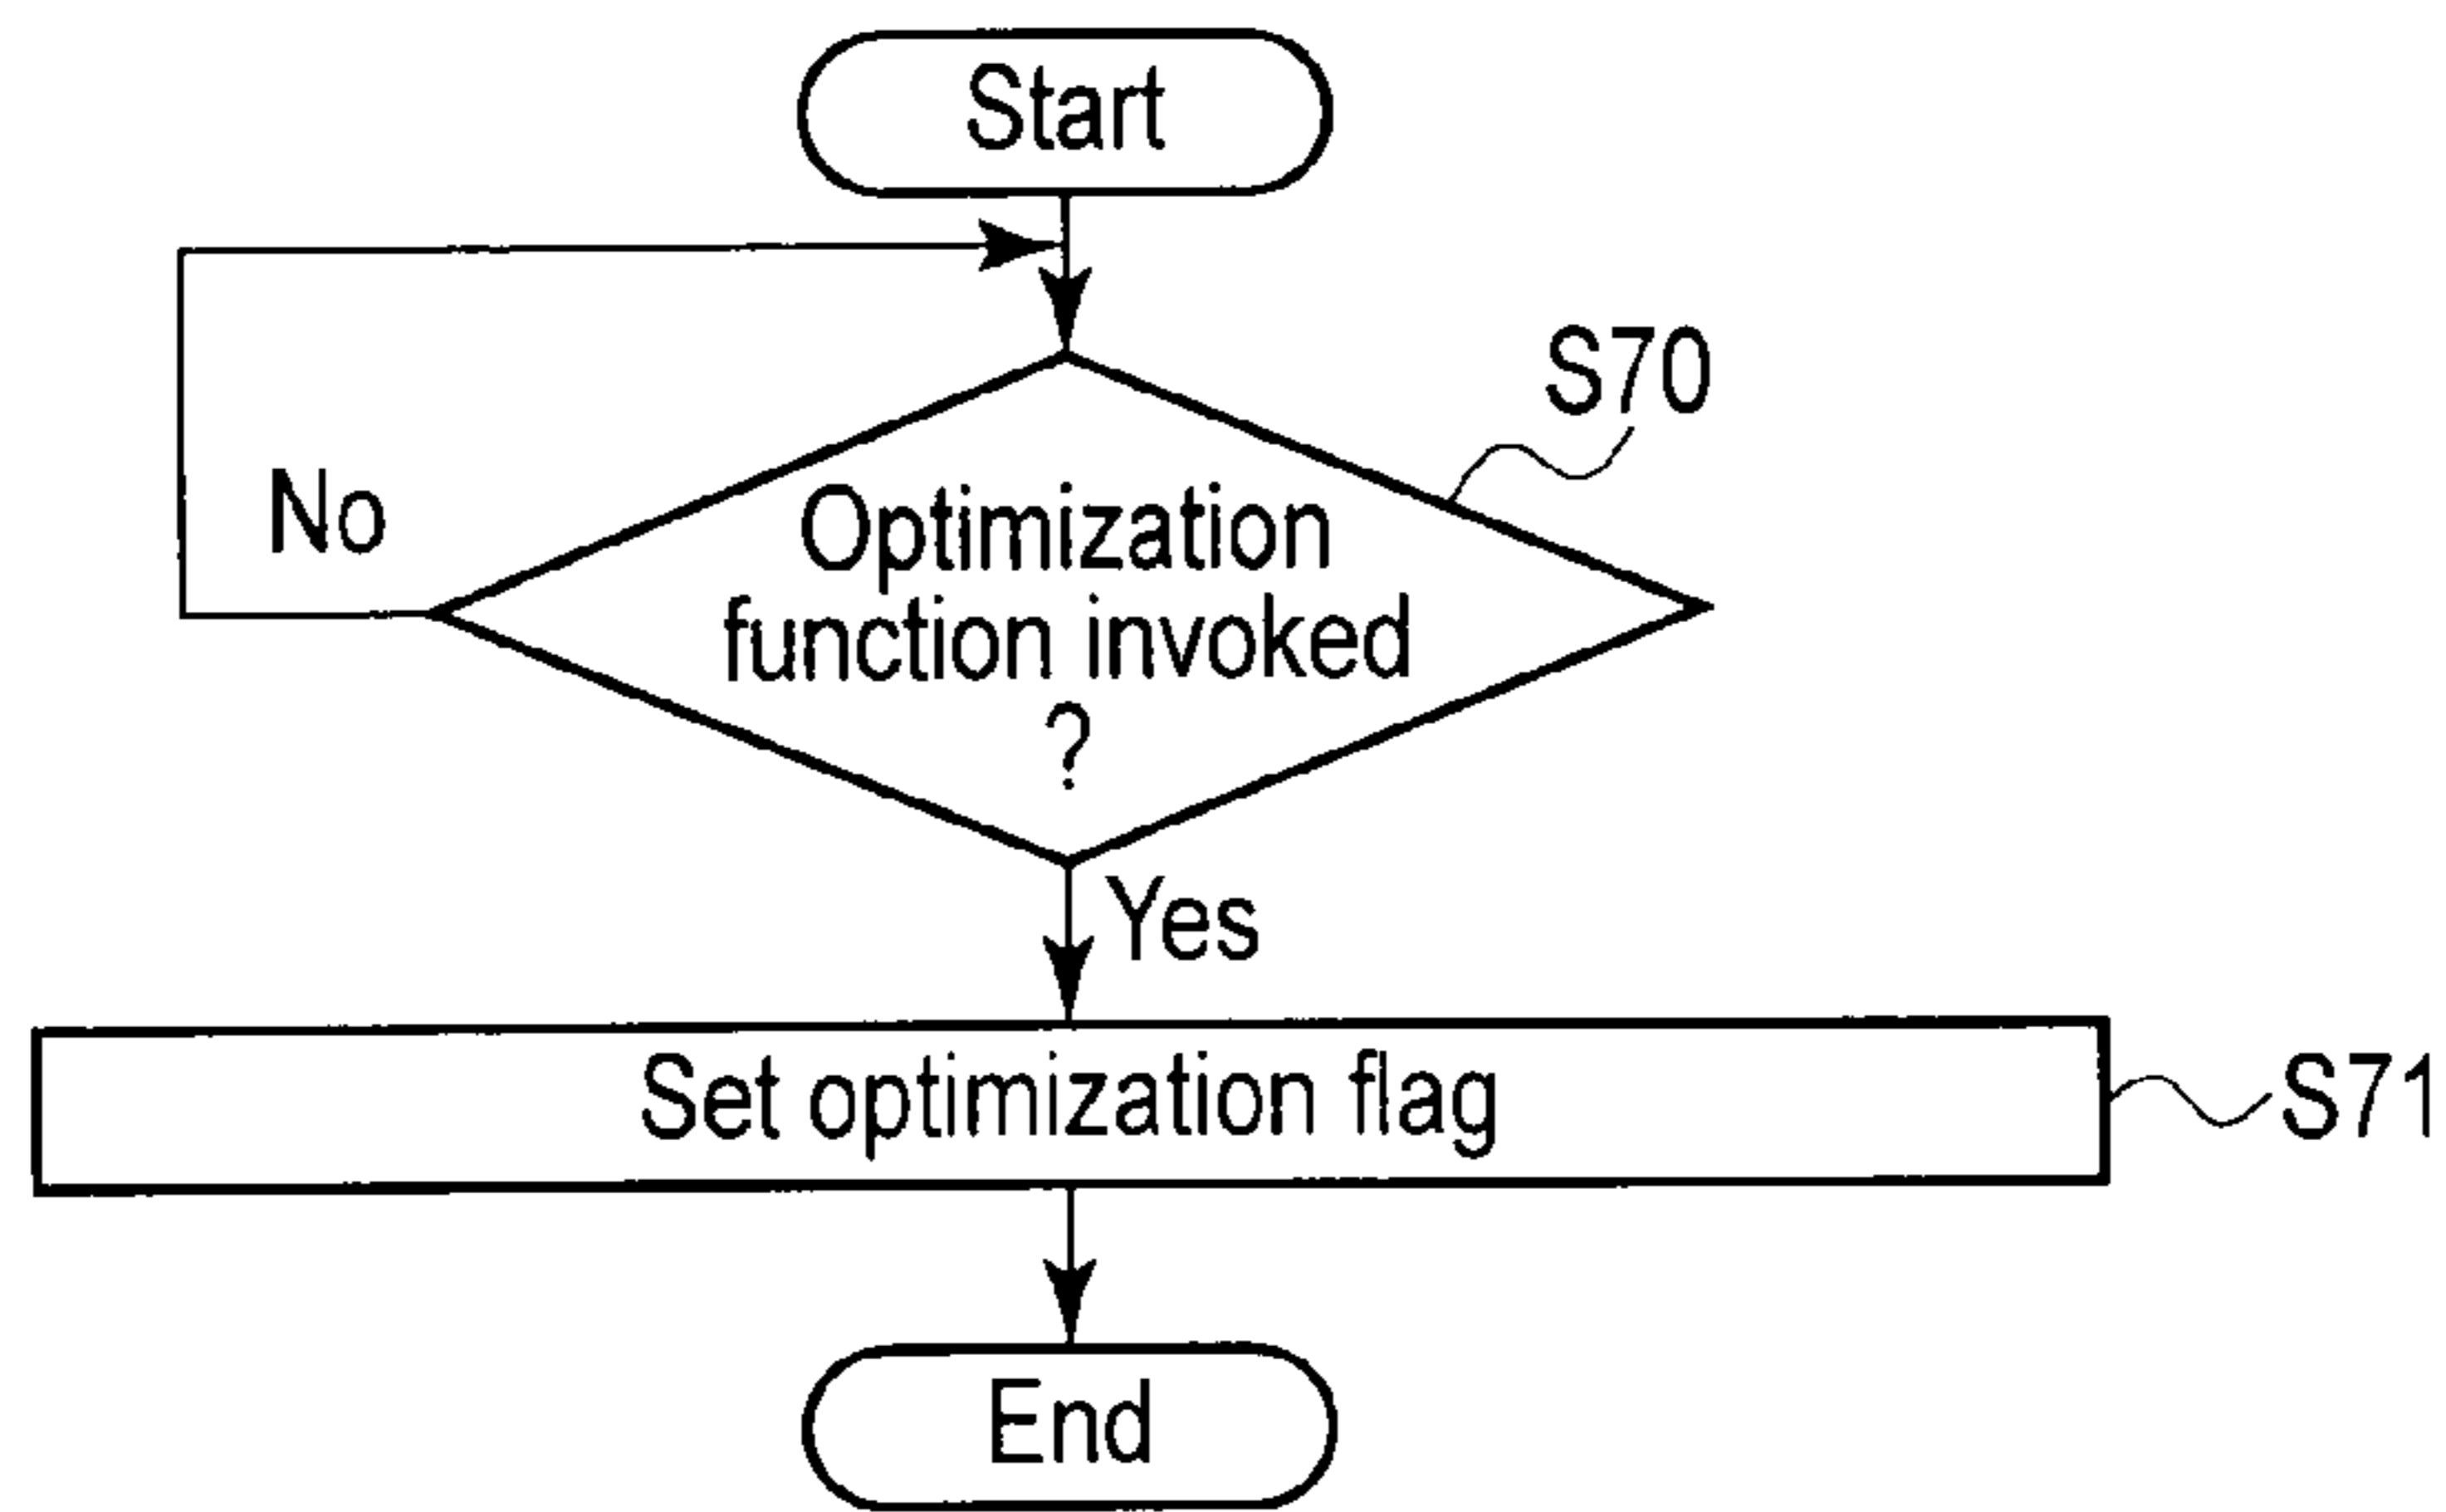 Start
S70
No
Optimization
function invoked
?
Yes
Set optimization flag
S71
End